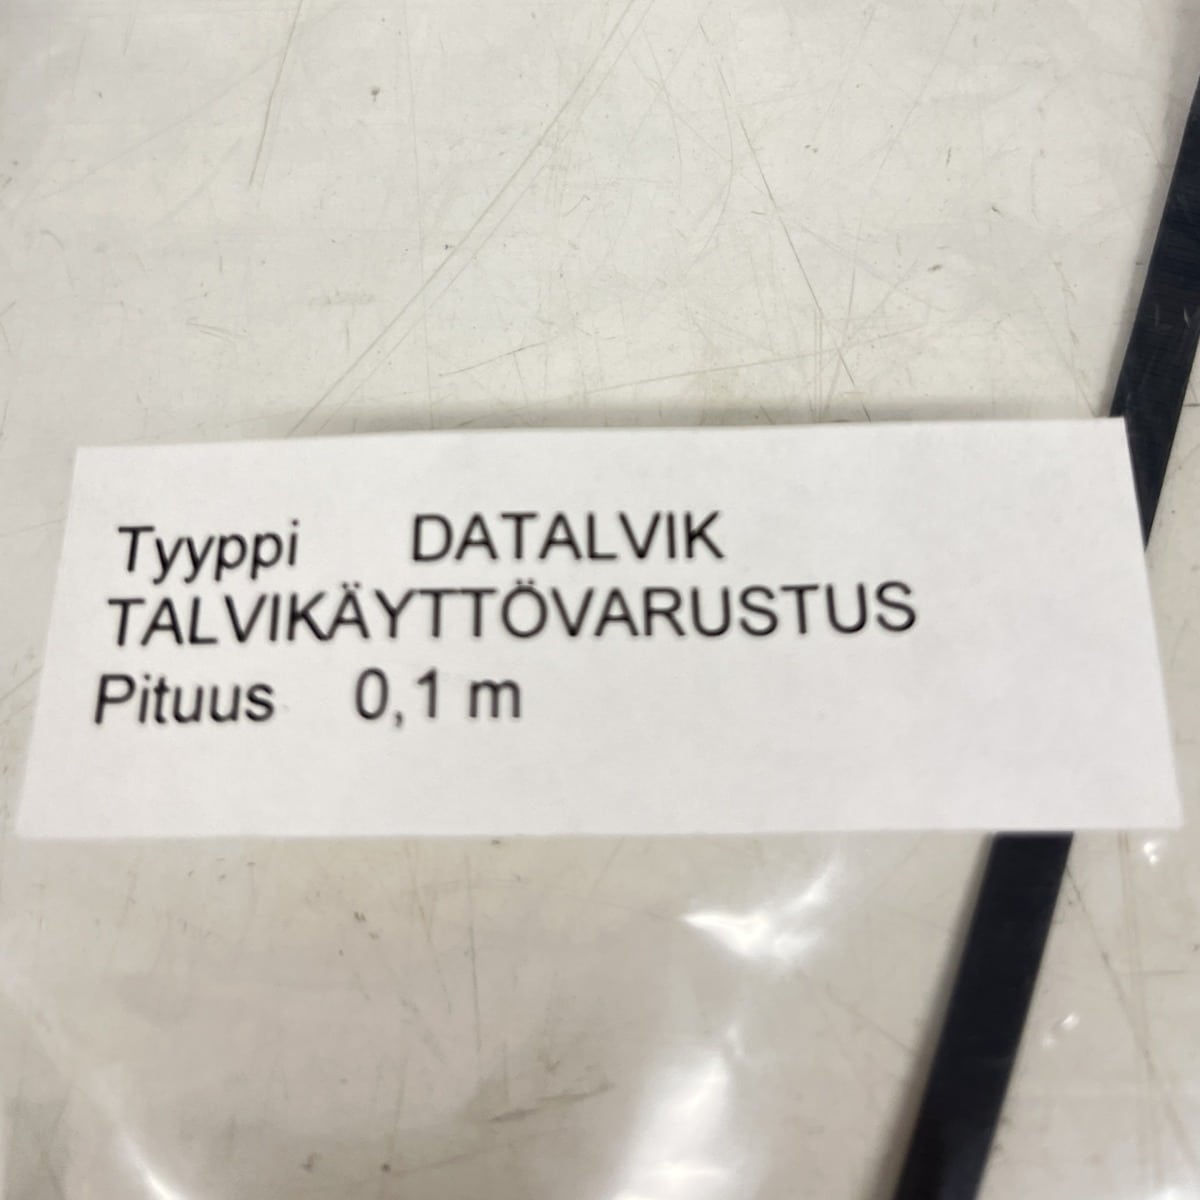 Tyyppi DATALVIK
TALVIKÄYTTÖVARUSTUS
Pituus 0,1 m